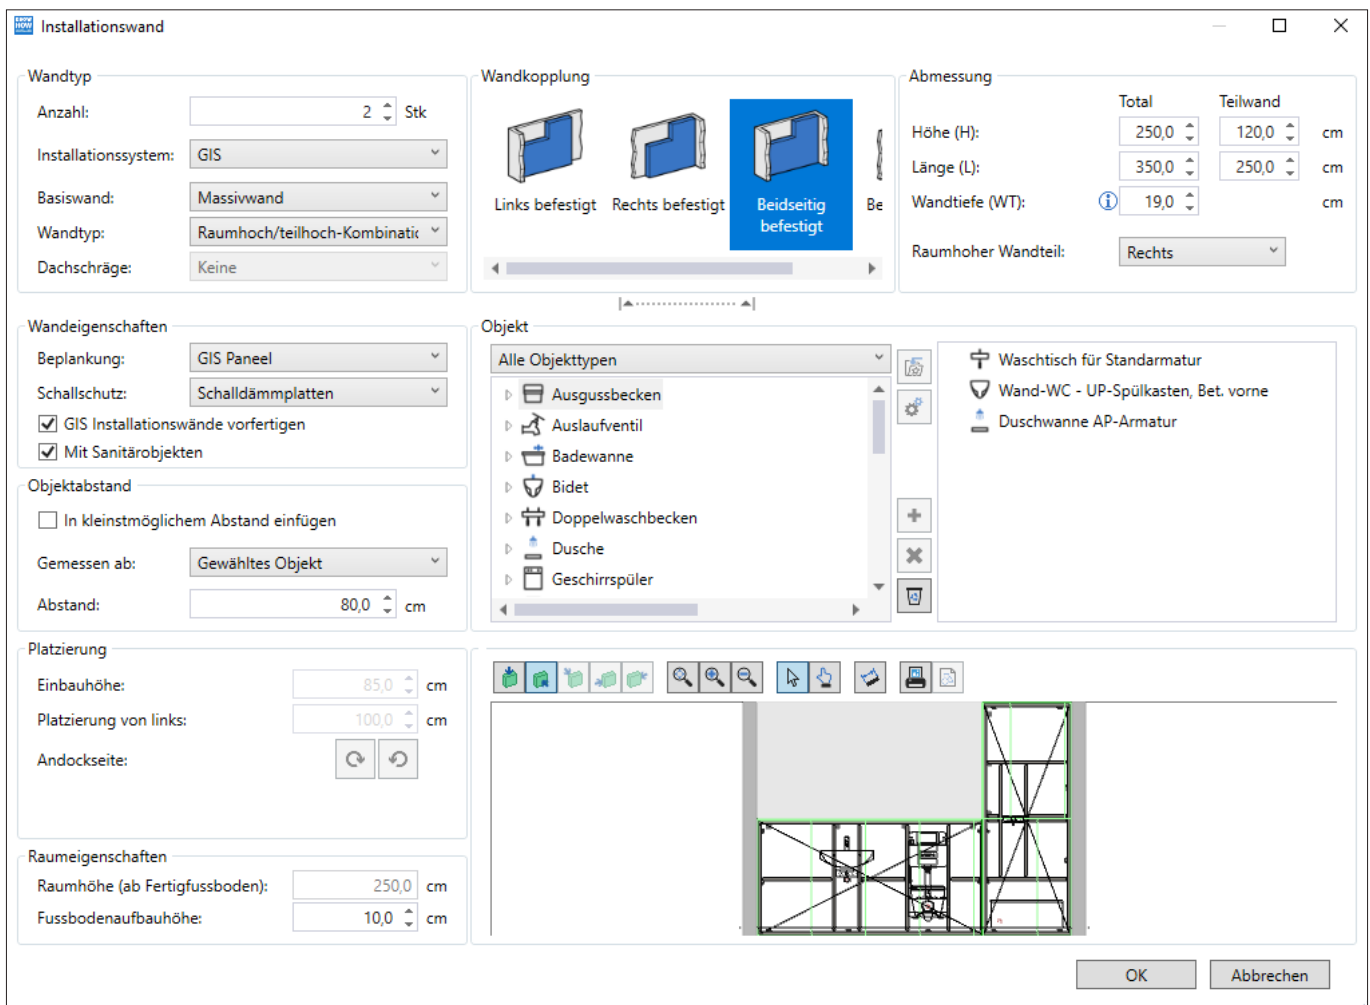 Installationswand
Wandtyp
Anzahl: 2 Stk
Installationssystem: GIS
Basiswand: Massivwand
Wandtyp: Raumhoch/teilhoch-Kombinatic
Dachschräge: Keine
Wandkopplung
Links befestigt Rechts befestigt Beidseitig Be
befestigt
Abmessung
Total Teilwand
Höhe (H): 250,0 120,0 cm
Länge (L): 350,0 250,0 cm
Wandtiefe (WT): 19,0 cm
Raumhoher Wandteil: Rechts
Wandeigenschaften
Beplankung: GIS Paneel
Schallschutz: Schalldämmplatten
GIS Installationswände vorfertigen
Mit Sanitärobjekten
Objektabstand
In kleinstmöglichem Abstand einfügen
Gemessen ab: Gewähltes Objekt
Abstand: 80,0 cm
Objekt
Alle Objekttypen
Ausgussbecken
Auslaufventil
Badewanne
Bidet
Doppelwaschbecken
Dusche
Geschirrspüler
Waschtisch für Standarmatur
Wand-WC - UP-Spülkasten, Bet. vorne
Duschwanne AP-Armatur
Platzierung
Einbauhöhe: 85,0 cm
Platzierung von links: 100,0 cm
Andockseite:
Raumeigenschaften
Raumhöhe (ab Fertigfussboden): 250,0 cm
Fussbodenaufbauhöhe: 10,0 cm
OK Abbrechen